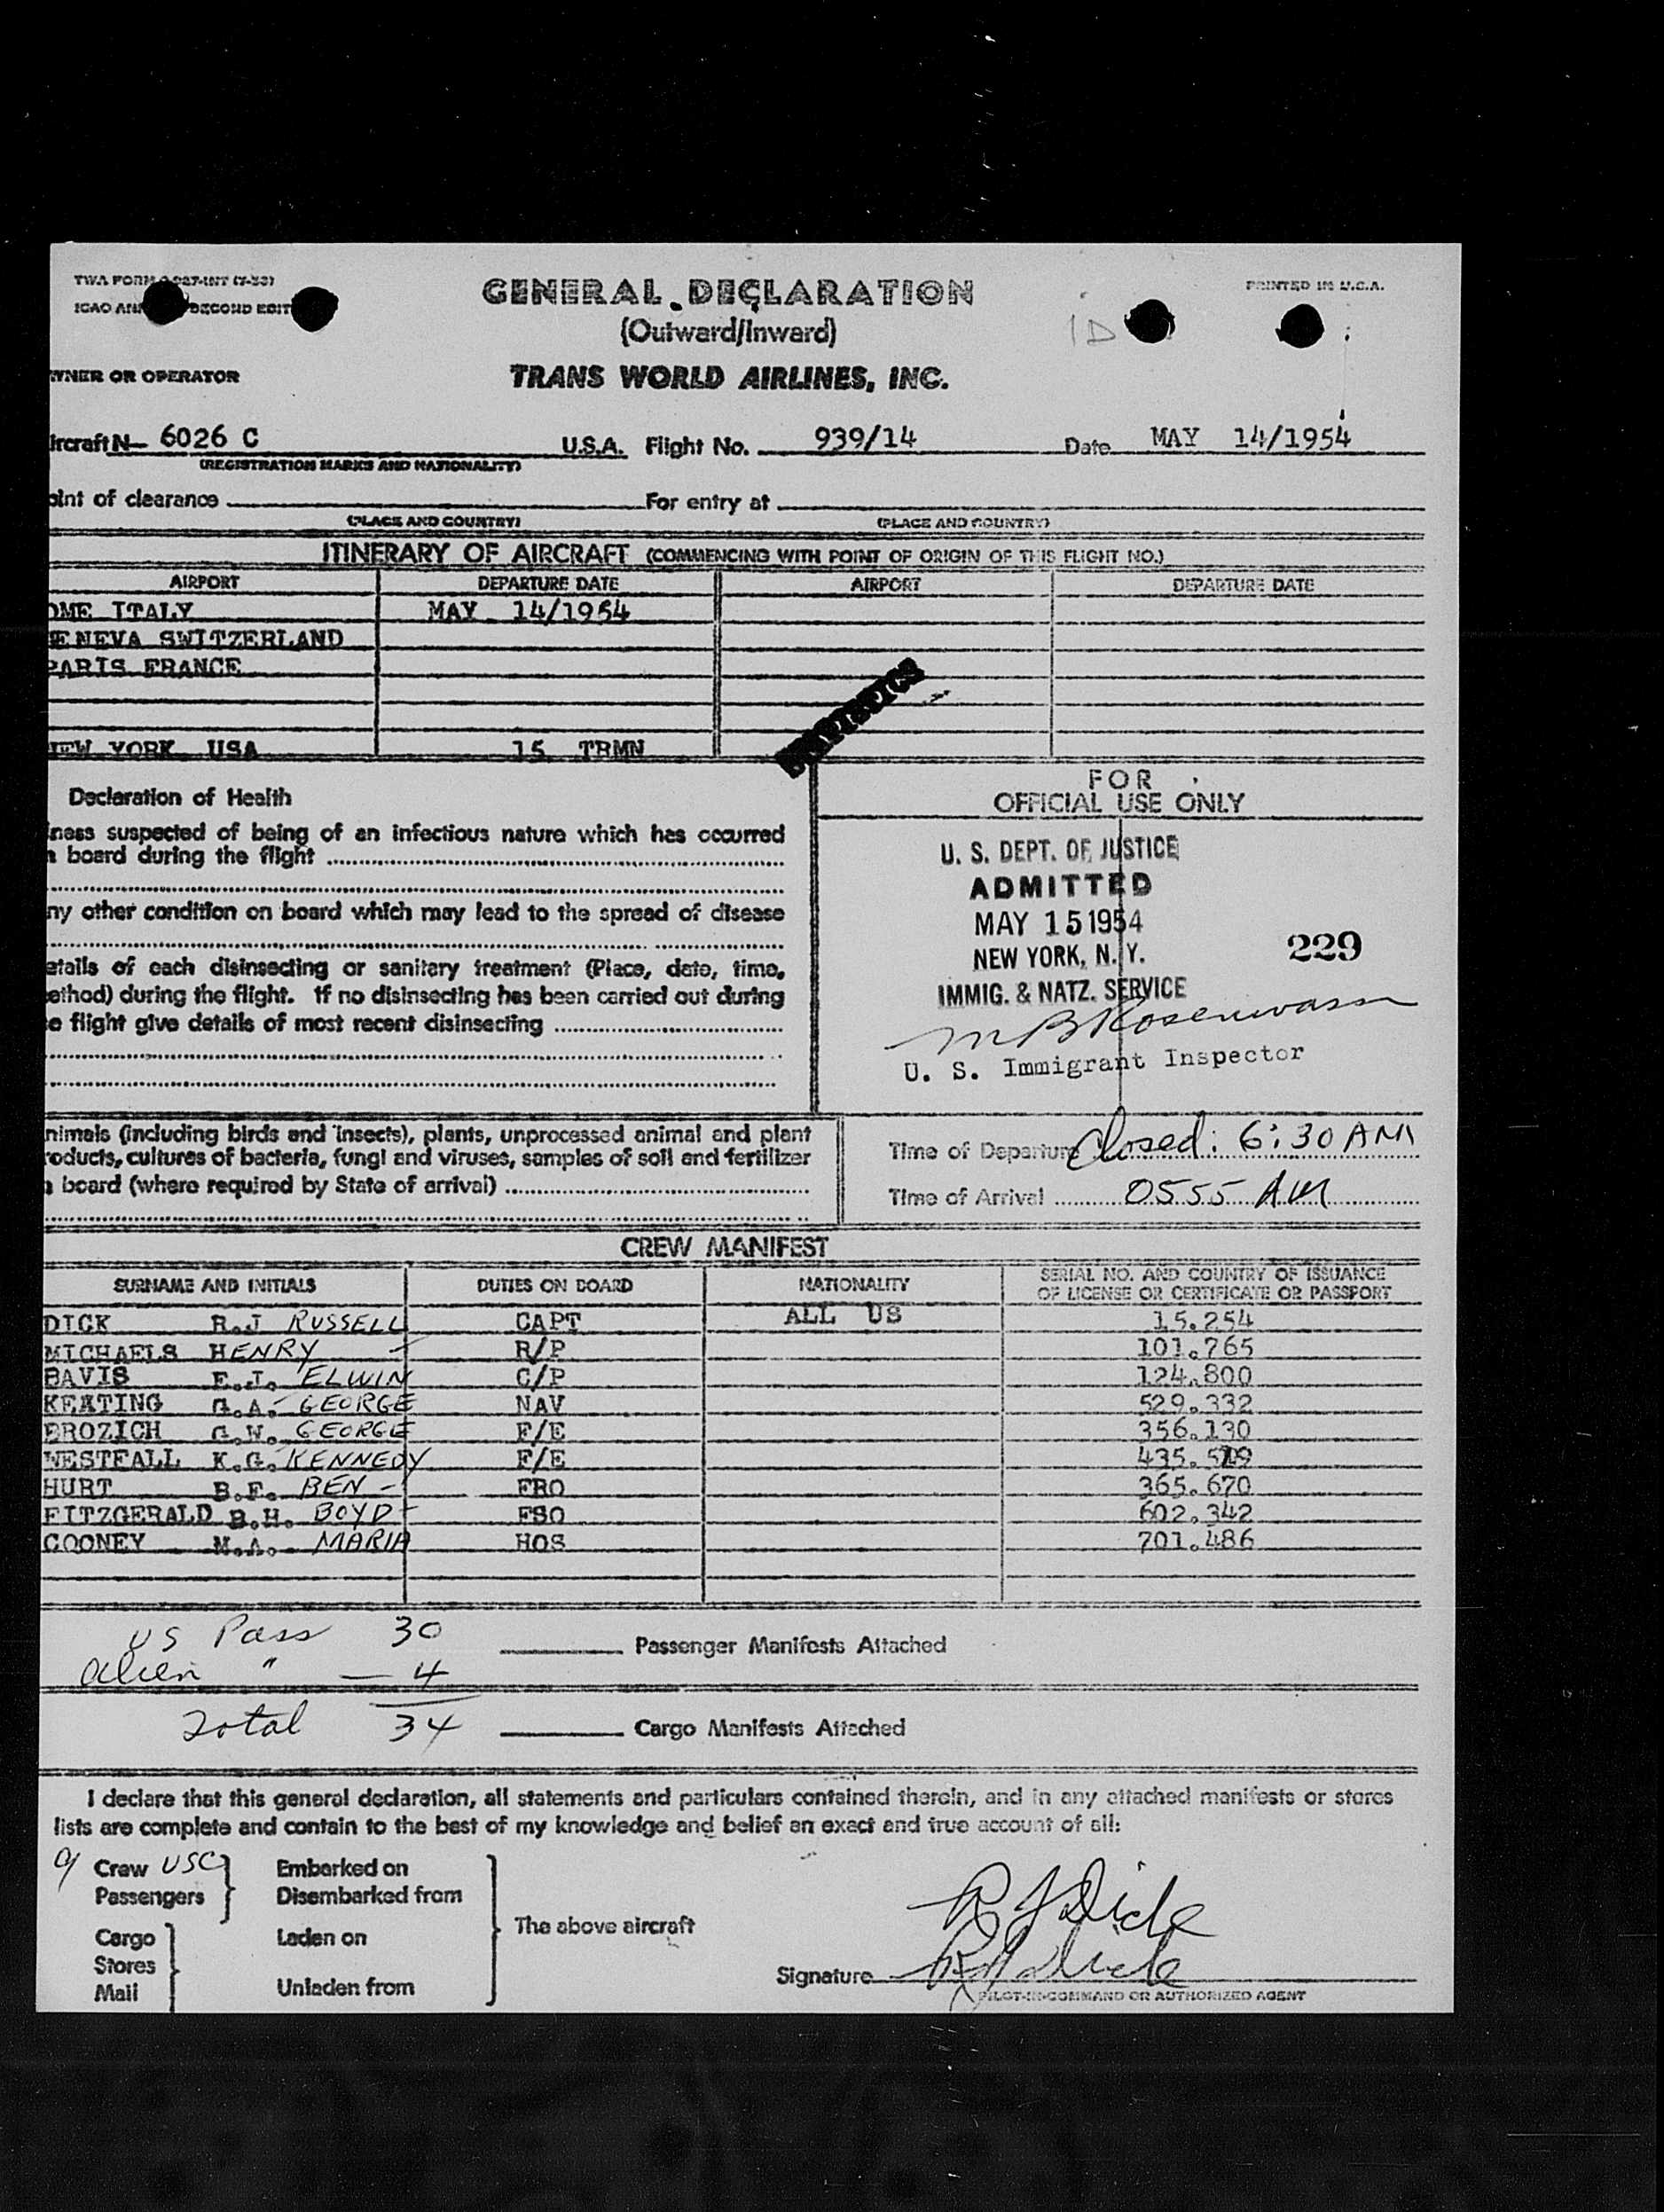 TWA FORM
PRINTED IN U.S.A.
GENERAL DECLARATION
(Outward/Inward)
TRANS WORLD AIRLINES, INC.
WNER OR OPERATOR
ircraft N— 6026 C U.S.A. Flight No. 939/14 Date MAY 14/1954
(REGISTRATION MARKS AND NATIONALITY)
oint of clearance For entry at
(PLACE AND COUNTRY) (PLACE AND COUNTRY)
ITINERARY OF AIRCRAFT (COMMENCING WITH POINT OF ORIGIN OF THIS FLIGHT NO.)
AIRPORT DEPARTURE DATE AIRPORT DEPARTURE DATE
OME ITALY MAY 14/1954
ENEVA SWITZERLAND
PARIS FRANCE
NEW YORK USA 15 TRMN
Declaration of Health
ness suspected of being of an infectious nature which has occurred
n board during the flight
ny other condition on board which may lead to the spread of disease
etails of each disinsecting or sanitary treatment (Place, date, time,
ethod) during the flight. If no disinsecting has been carried out during
e flight give details of most recent disinsecting
FOR
OFFICIAL USE ONLY
U. S. DEPT. OF JUSTICE
ADMITTED
MAY 15 1954
NEW YORK, N. Y.
229
IMMIG. & NATZ. SERVICE
M B Rosenwasser
U. S. Immigrant Inspector
nimals (including birds and insects), plants, unprocessed animal and plant
roducts, cultures of bacteria, fungi and viruses, samples of soil and fertilizer
n board (where required by State of arrival)
Time of Departure Closed: 6:30 AM
Time of Arrival 0555 AM
CREW MANIFEST
SURNAME AND INITIALS DUTIES ON BOARD NATIONALITY SERIAL NO. AND COUNTRY OF ISSUANCE
OF LICENSE OR CERTIFICATE OR PASSPORT
DICK R.J RUSSELL CAPT ALL US 15.254
MICHAELS HENRY R/P 101.765
BAVIS E.J. ELWIN C/P 124.800
KEATING G.A. GEORGE NAV 529.332
BROZICH G.W. GEORGE F/E 356.130
WESTFALL K.G. KENNEDY F/E 435.
HURT B.F. BEN FRO 365.670
FITZGERALD B.H. BOYD FSO 602.342
COONEY M.A. MARIA HOS 701.486
US Pass 30
Alien " 4
Passenger Manifests Attached
Total 34
Cargo Manifests Attached
I declare that this general declaration, all statements and particulars contained therein, and in any attached manifests or stores
lists are complete and contain to the best of my knowledge and belief an exact and true account of all:
9 Crew USC
Passengers
Cargo
Stores
Mail
Embarked on
Disembarked from
Laden on
Unladen from
The above aircraft
R J Dick
Signature R J Dick
PILOT-IN-COMMAND OR AUTHORIZED AGENT